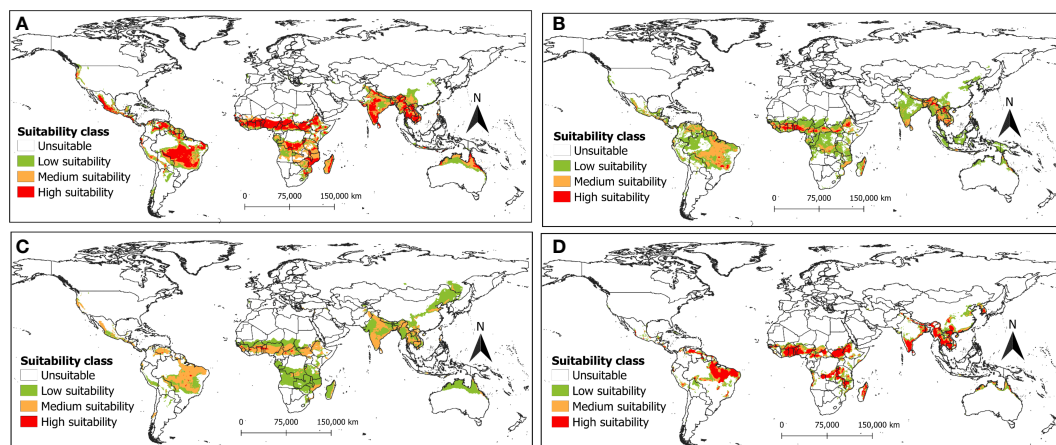 A
N
Suitability class
Unsuitable
Low suitability
Medium suitability
High suitability
0 75,000 150,000 km
B
N
Suitability class
Unsuitable
Low suitability
Medium suitability
High suitability
0 75,000 150,000 km
C
N
Suitability class
Unsuitable
Low suitability
Medium suitability
High suitability
0 75,000 150,000 km
D
N
Suitability class
Unsuitable
Low suitability
Medium suitability
High suitability
0 75,000 150,000 km